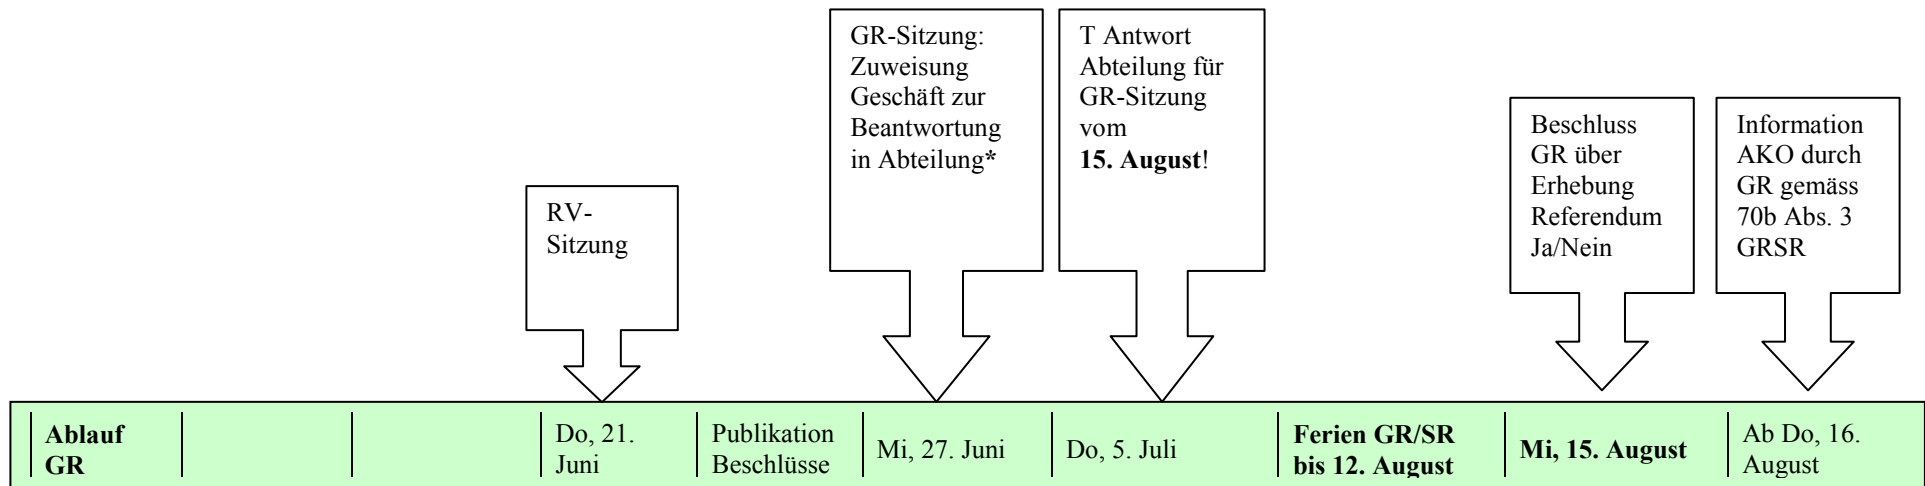 GR-Sitzung:
Zuweisung
Geschäft zur
Beantwortung
in Abteilung*
T Antwort
Abteilung für
GR-Sitzung
vom
15. August!
Beschluss
GR über
Erhebung
Referendum
Ja/Nein
Information
AKO durch
GR gemäss
70b Abs. 3
GRSR
RV-
Sitzung
Ablauf
GR
Do, 21.
Juni
Publikation
Beschlüsse
Mi, 27. Juni
Do, 5. Juli
Ferien GR/SR
bis 12. August
Mi, 15. August
Ab Do, 16.
August